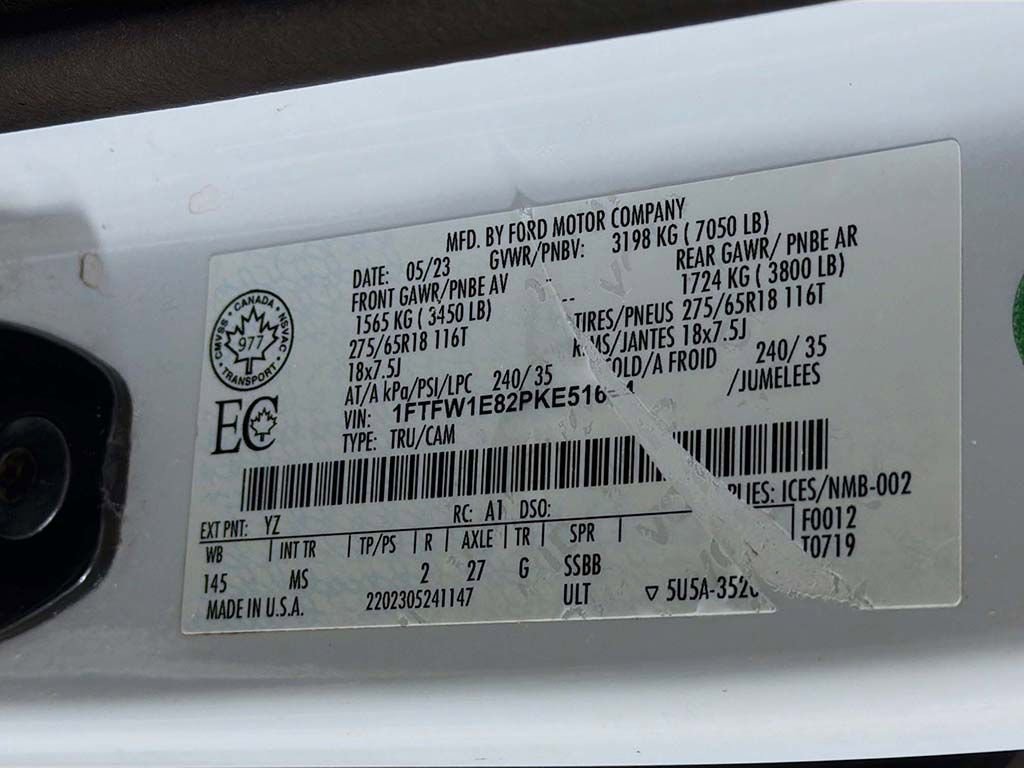 MFD. BY FORD MOTOR COMPANY
DATE: 05/23 GVWR/PNBV: 3198 KG ( 7050 LB)
FRONT GAWR/PNBE AV REAR GAWR/ PNBE AR
1565 KG ( 3450 LB) 1724 KG ( 3800 LB)
275/65R18 116T TIRES/PNEUS 275/65R18 116T
18x7.5J /JANTES 18x7.5J
AT/A kPa/PSI/LPC 240/ 35 /A FROID 240/ 35
VIN: /JUMELEES
TYPE: TRU/CAM
CANADA
CMVSS NSVAC
977
TRANSPORT
EC
ICES/NMB-002
EXT PNT: YZ RC: A1 DSO:
F0012
T0719
WB INT TR TP/PS R AXLE TR SPR
145 MS 2 27 G SSBB
MADE IN U.S.A. 2202305241147 ULT